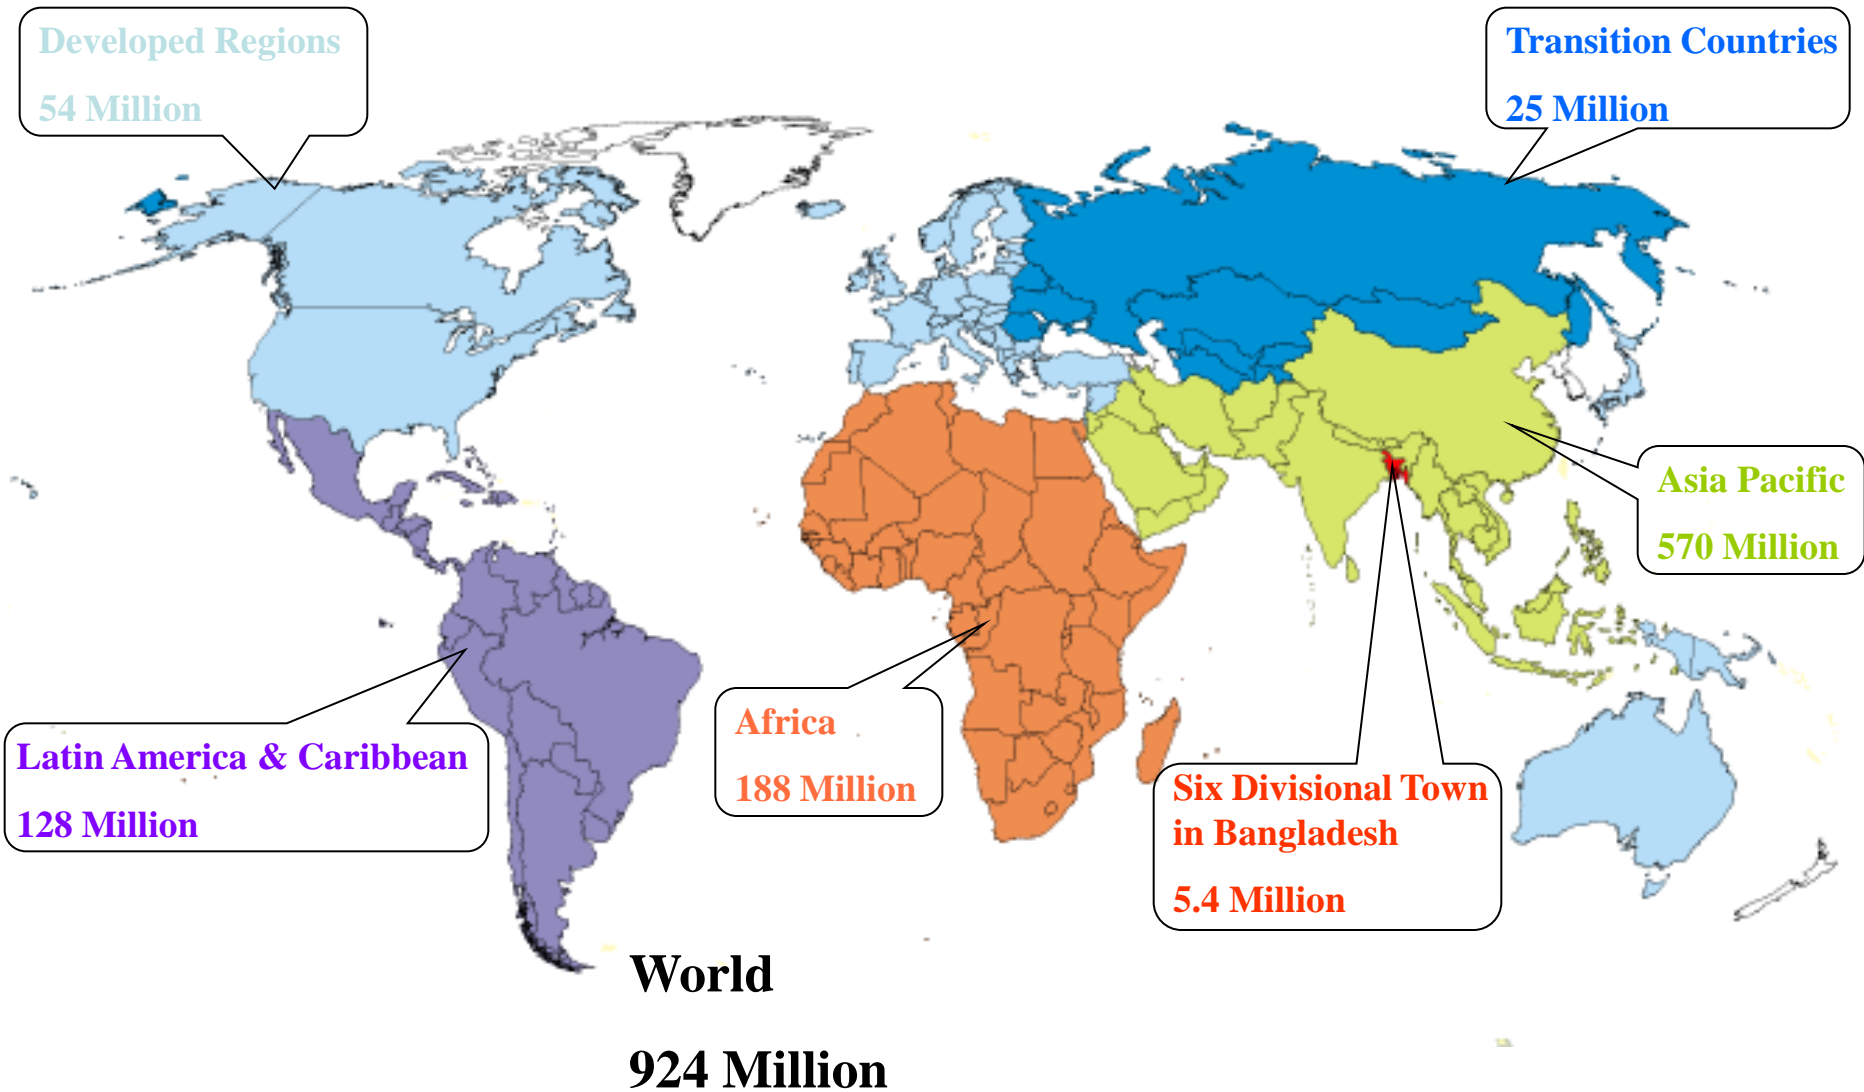 Developed Regions
54 Million
Transition Countries
25 Million
Asia Pacific
570 Million
Africa
188 Million
Latin America & Caribbean
128 Million
Six Divisional Town
in Bangladesh
5.4 Million
World
924 Million